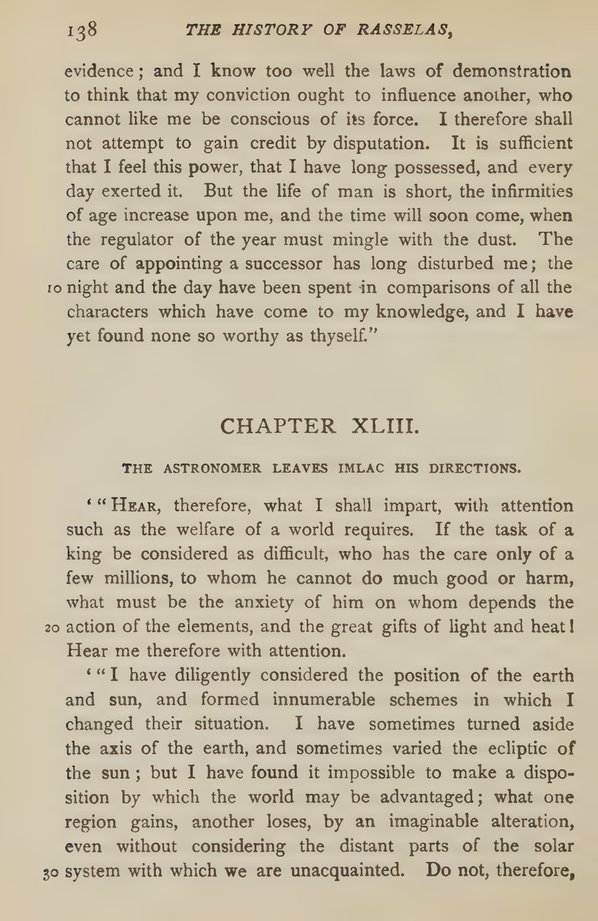 138 THE HISTORY OF RASSELAS,
evidence; and I know too well the laws of demonstration
to think that my conviction ought to influence another, who
cannot like me be conscious of its force. I therefore shall
not attempt to gain credit by disputation. It is sufficient
that I feel this power, that I have long possessed, and every
day exerted it. But the life of man is short, the infirmities
of age increase upon me, and the time will soon come, when
the regulator of the year must mingle with the dust. The
care of appointing a successor has long disturbed me; the
10 night and the day have been spent in comparisons of all the
characters which have come to my knowledge, and I have
yet found none so worthy as thyself."
CHAPTER XLIII.
THE ASTRONOMER LEAVES IMLAC HIS DIRECTIONS.
' " HEAR, therefore, what I shall impart, with attention
such as the welfare of a world requires. If the task of a
king be considered as difficult, who has the care only of a
few millions, to whom he cannot do much good or harm,
what must be the anxiety of him on whom depends the
20 action of the elements, and the great gifts of light and heat!
Hear me therefore with attention.
' " I have diligently considered the position of the earth
and sun, and formed innumerable schemes in which I
changed their situation. I have sometimes turned aside
the axis of the earth, and sometimes varied the ecliptic of
the sun; but I have found it impossible to make a dispo-
sition by which the world may be advantaged; what one
region gains, another loses, by an imaginable alteration,
even without considering the distant parts of the solar
30 system with which we are unacquainted. Do not, therefore,